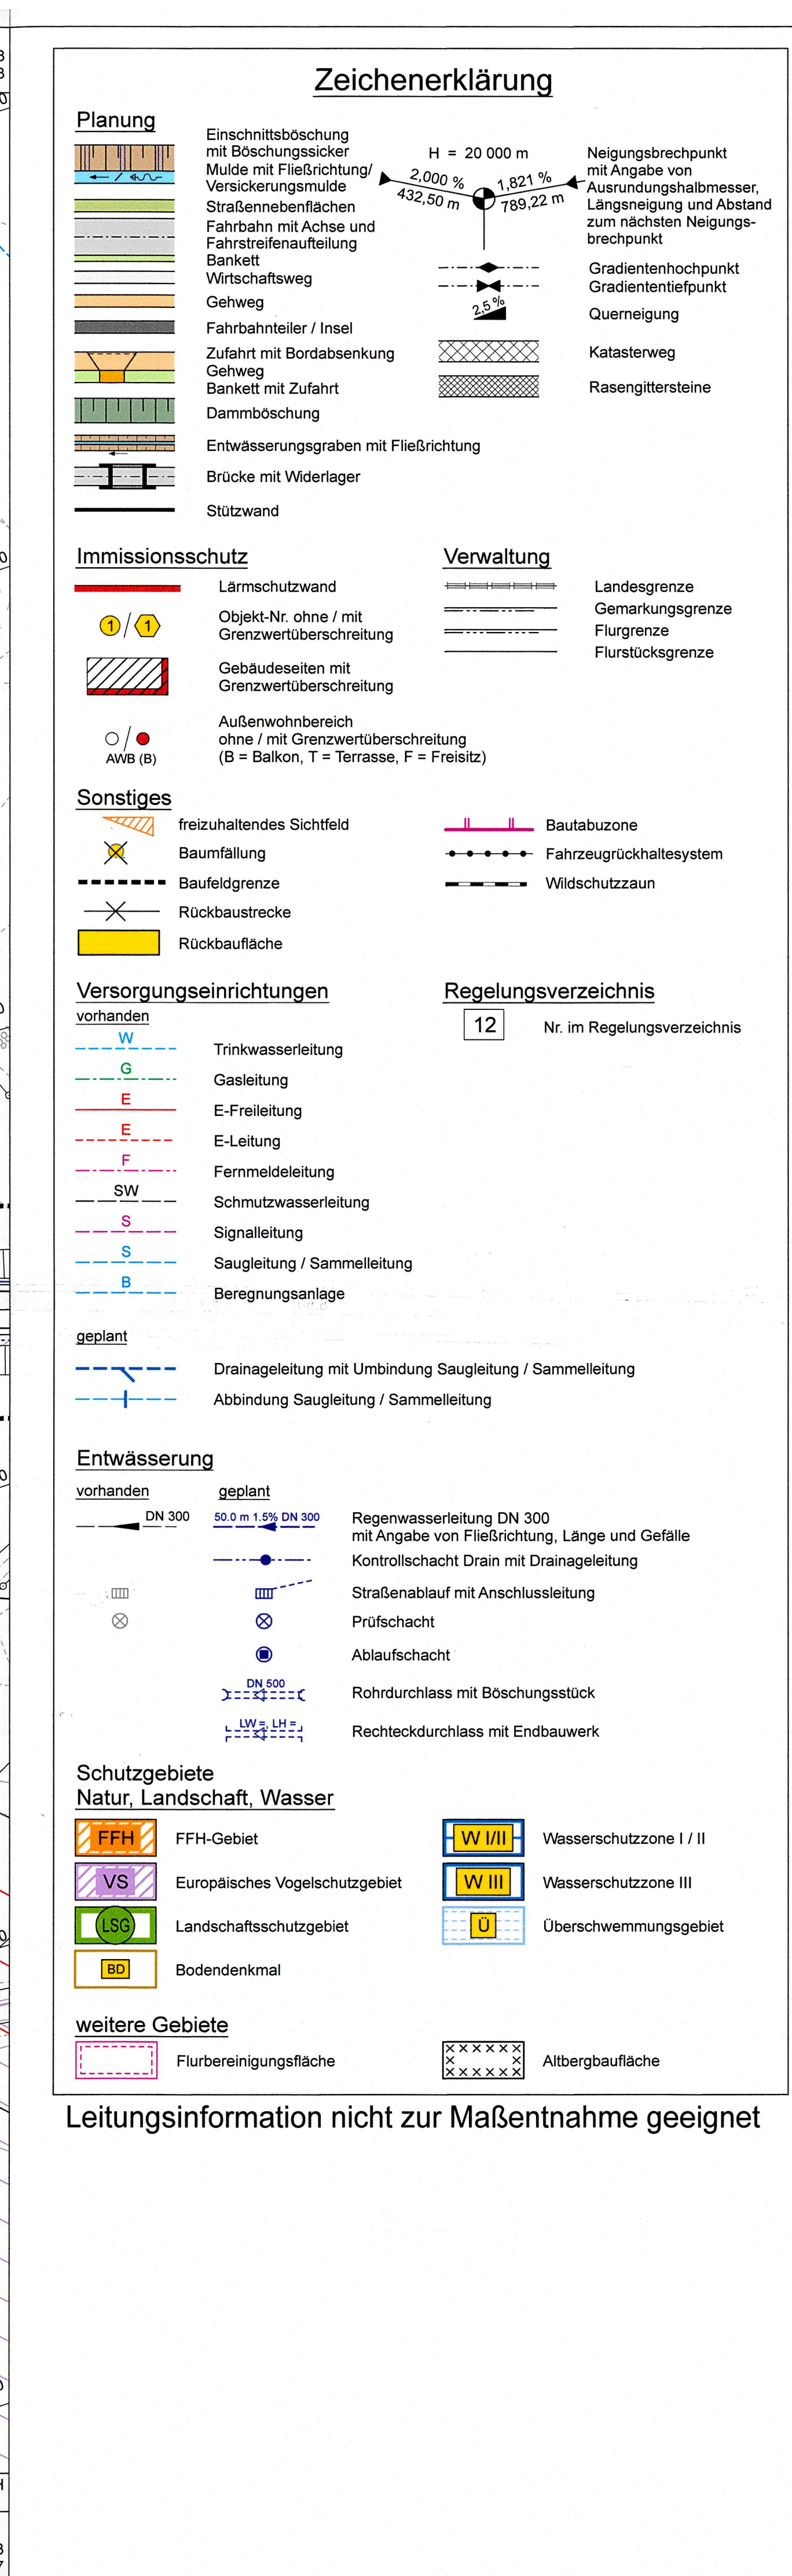 Zeichenerklärung
Planung
Einschnittsböschung
mit Böschungssicker
Mulde mit Fließrichtung/
Versickerungsmulde
Straßennebenflächen
Fahrbahn mit Achse und
Fahrstreifenaufteilung
Bankett
Wirtschaftsweg
Gehweg
Fahrbahnteiler / Insel
Zufahrt mit Bordabsenkung
Gehweg
Bankett mit Zufahrt
Dammböschung
Entwässerungsgraben mit Fließrichtung
Brücke mit Widerlager
Stützwand
H = 20 000 m
2,000 %
432,50 m
1,821 %
789,22 m
Neigungsbrechpunkt
mit Angabe von
Ausrundungshalbmesser,
Längsneigung und Abstand
zum nächsten Neigungs-
brechpunkt
Gradientenhochpunkt
Gradiententiefpunkt
2,5 %
Querneigung
Katasterweg
Rasengittersteine
Immissionsschutz
Lärmschutzwand
1 / 1
Objekt-Nr. ohne / mit
Grenzwertüberschreitung
Gebäudeseiten mit
Grenzwertüberschreitung
/
AWB (B)
Außenwohnbereich
ohne / mit Grenzwertüberschreitung
(B = Balkon, T = Terrasse, F = Freisitz)
Verwaltung
Landesgrenze
Gemarkungsgrenze
Flurgrenze
Flurstücksgrenze
Sonstiges
freizuhaltendes Sichtfeld
Baumfällung
Baufeldgrenze
Rückbaustrecke
Rückbaufläche
Bautabuzone
Fahrzeugrückhaltesystem
Wildschutzzaun
Versorgungseinrichtungen
vorhanden
W
Trinkwasserleitung
G
Gasleitung
E
E-Freileitung
E
E-Leitung
F
Fernmeldeleitung
SW
Schmutzwasserleitung
S
Signalleitung
S
Saugleitung / Sammelleitung
B
Beregnungsanlage
Regelungsverzeichnis
12
Nr. im Regelungsverzeichnis
geplant
Drainageleitung mit Umbindung Saugleitung / Sammelleitung
Abbindung Saugleitung / Sammelleitung
Entwässerung
vorhanden
geplant
DN 300
50.0 m 1.5% DN 300
Regenwasserleitung DN 300
mit Angabe von Fließrichtung, Länge und Gefälle
Kontrollschacht Drain mit Drainageleitung
Straßenablauf mit Anschlussleitung
Prüfschacht
Ablaufschacht
DN 500
Rohrdurchlass mit Böschungsstück
LW =, LH =
Rechteckdurchlass mit Endbauwerk
Schutzgebiete
Natur, Landschaft, Wasser
FFH
FFH-Gebiet
VS
Europäisches Vogelschutzgebiet
LSG
Landschaftsschutzgebiet
BD
Bodendenkmal
W I/II
Wasserschutzzone I / II
W III
Wasserschutzzone III
Ü
Überschwemmungsgebiet
weitere Gebiete
Flurbereinigungsfläche
Altbergbaufläche
Leitungsinformation nicht zur Maßentnahme geeignet